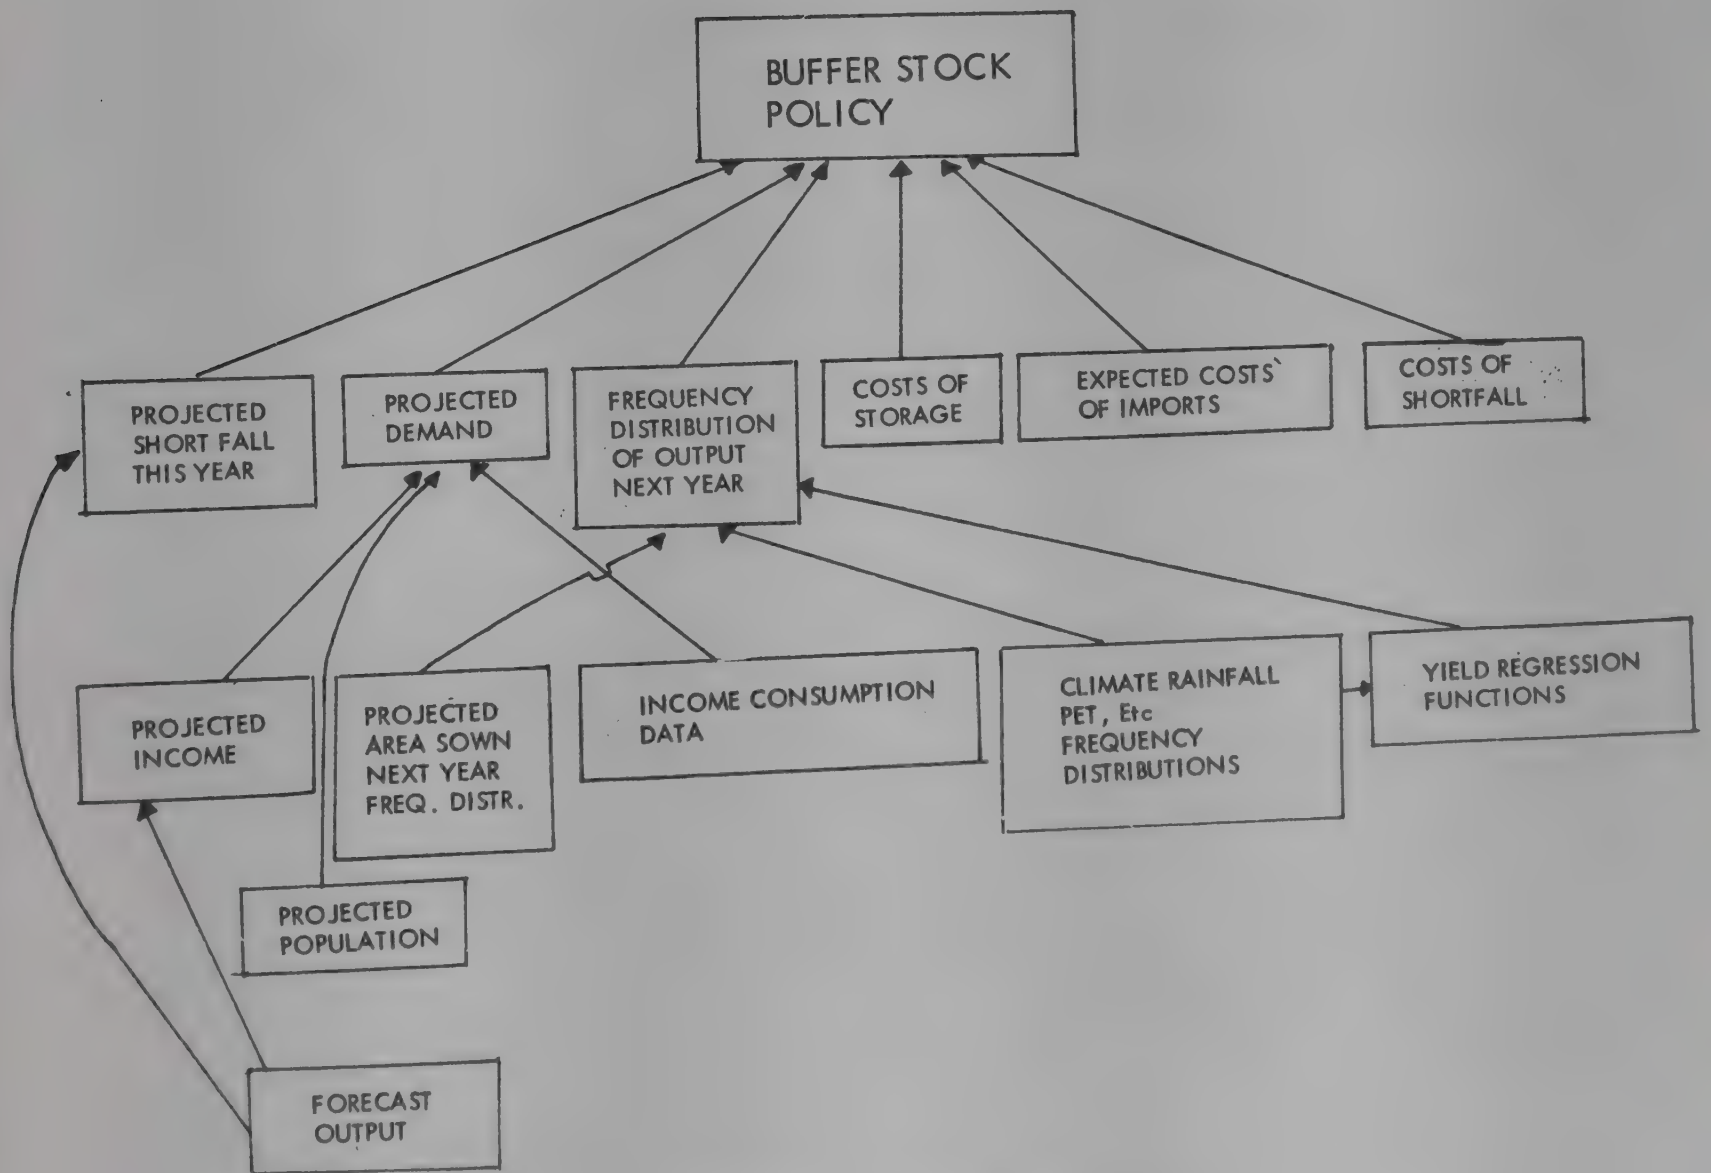 BUFFER STOCK
POLICY
PROJECTED
SHORT FALL
THIS YEAR
PROJECTED
DEMAND
FREQUENCY
DISTRIBUTION
OF OUTPUT
NEXT YEAR
COSTS OF
STORAGE
EXPECTED COSTS
OF IMPORTS
COSTS OF
SHORTFALL
PROJECTED
INCOME
PROJECTED
AREA SOWN
NEXT YEAR
FREQ. DISTR.
INCOME CONSUMPTION
DATA
CLIMATE RAINFALL
PET, Etc
FREQUENCY
DISTRIBUTIONS
YIELD REGRESSION
FUNCTIONS
PROJECTED
POPULATION
FORECAST
OUTPUT